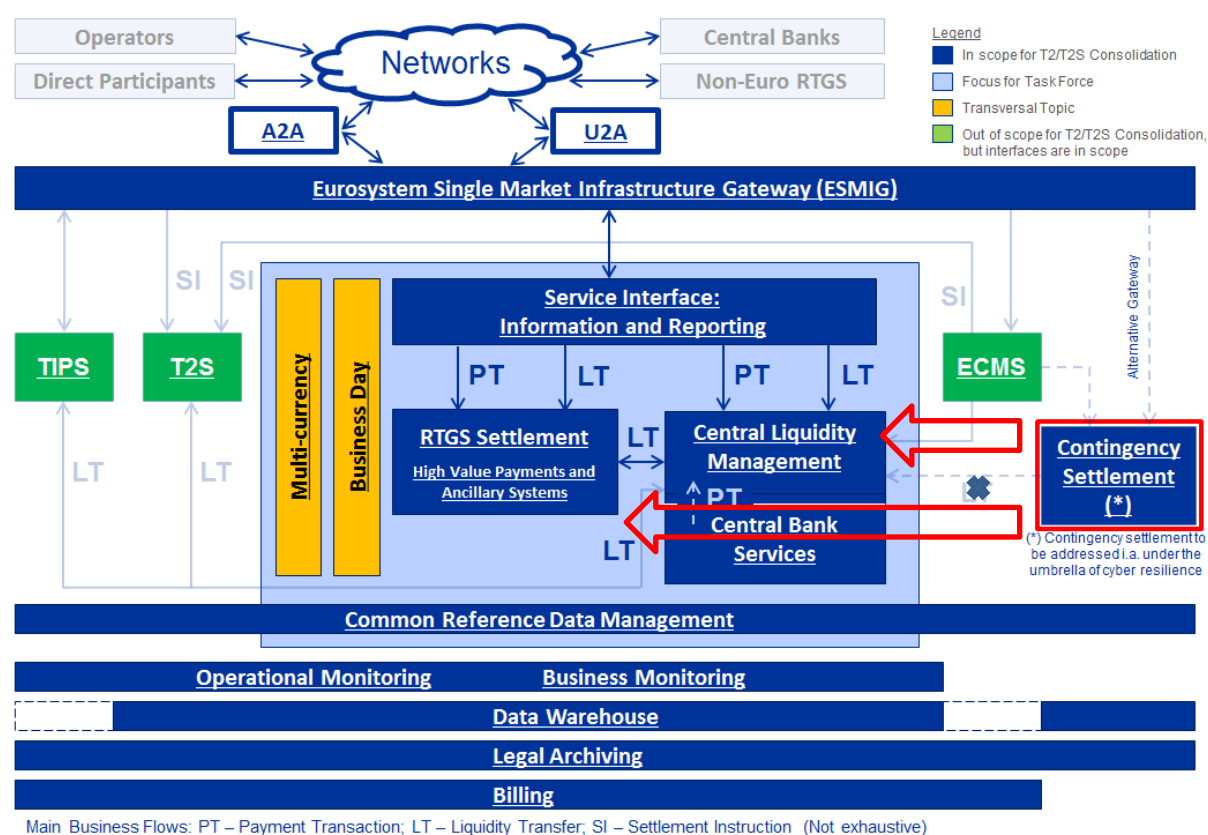 Operators
Direct Participants
Networks
Central Banks
Non-Euro RTGS
Legend
In scope for T2/T2S Consolidation
Focus for Task Force
Transversal Topic
Out of scope for T2/T2S Consolidation,
but interfaces are in scope
A2A
U2A
Eurosystem Single Market Infrastructure Gateway (ESMIG)
SI
SI
SI
Alternative Gateway
Multi-currency
Business Day
Service Interface:
Information and Reporting
TIPS
T2S
ECMS
PT
LT
PT
LT
RTGS Settlement
High Value Payments and
Ancillary Systems
LT
Central Liquidity
Management
PT
Central Bank
Services
Contingency
Settlement
(*)
(*) Contingency settlement to
be addressed i.a. under the
umbrella of cyber resilience
LT
LT
LT
Common Reference Data Management
Operational Monitoring
Business Monitoring
Data Warehouse
Legal Archiving
Billing
Main Business Flows: PT – Payment Transaction; LT – Liquidity Transfer; SI – Settlement Instruction (Not exhaustive)